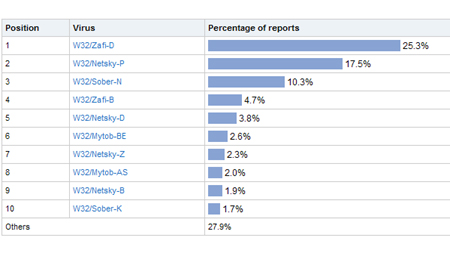 Position Virus Percentage of reports
1 W32/Zafi-D 25.3%
2 W32/Netsky-P 17.5%
3 W32/Sober-N 10.3%
4 W32/Zafi-B 4.7%
5 W32/Netsky-D 3.8%
6 W32/Mytob-BE 2.6%
7 W32/Netsky-Z 2.3%
8 W32/Mytob-AS 2.0%
9 W32/Netsky-B 1.9%
10 W32/Sober-K 1.7%
Others 27.9%